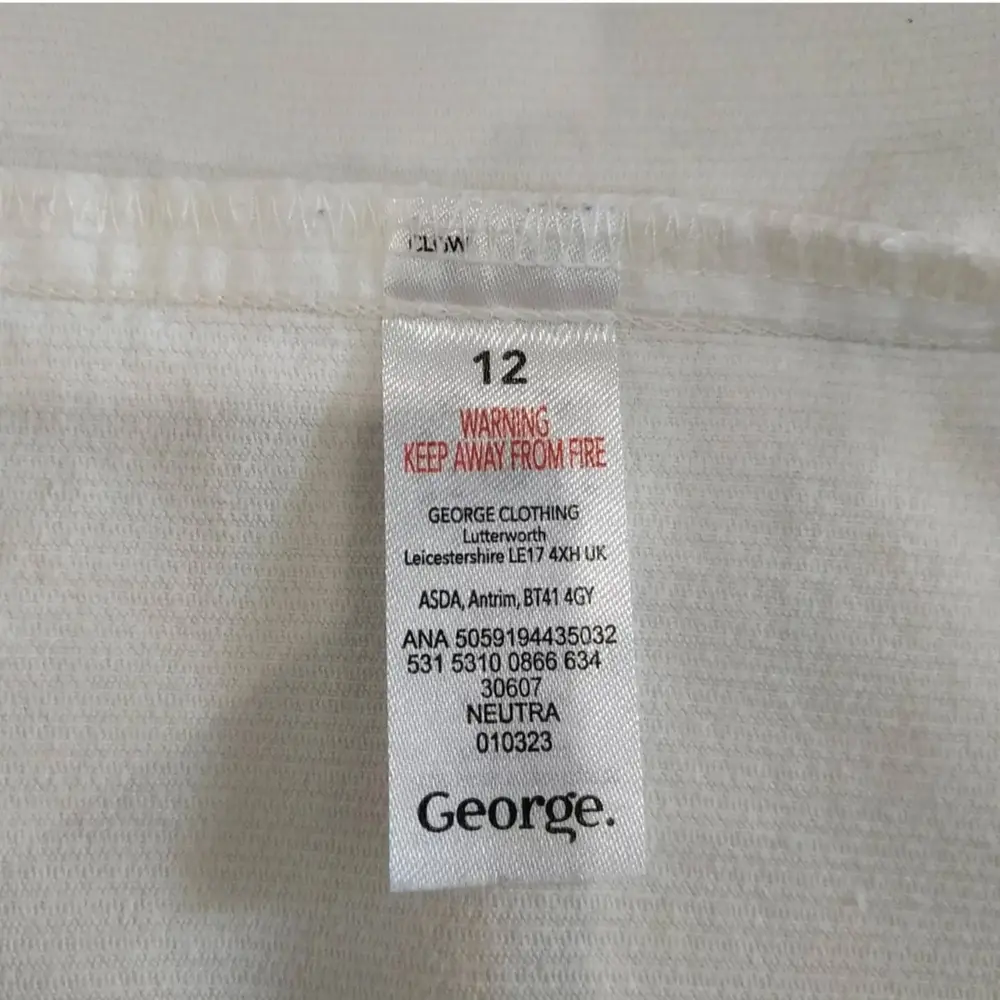 12
WARNING
KEEP AWAY FROM FIRE
GEORGE CLOTHING
Lutterworth
Leicestershire LE17 4XH UK
ASDA, Antrim, BT41 4GY
ANA 5059194435032
531 5310 0866 634
30607
NEUTRA
010323
George.